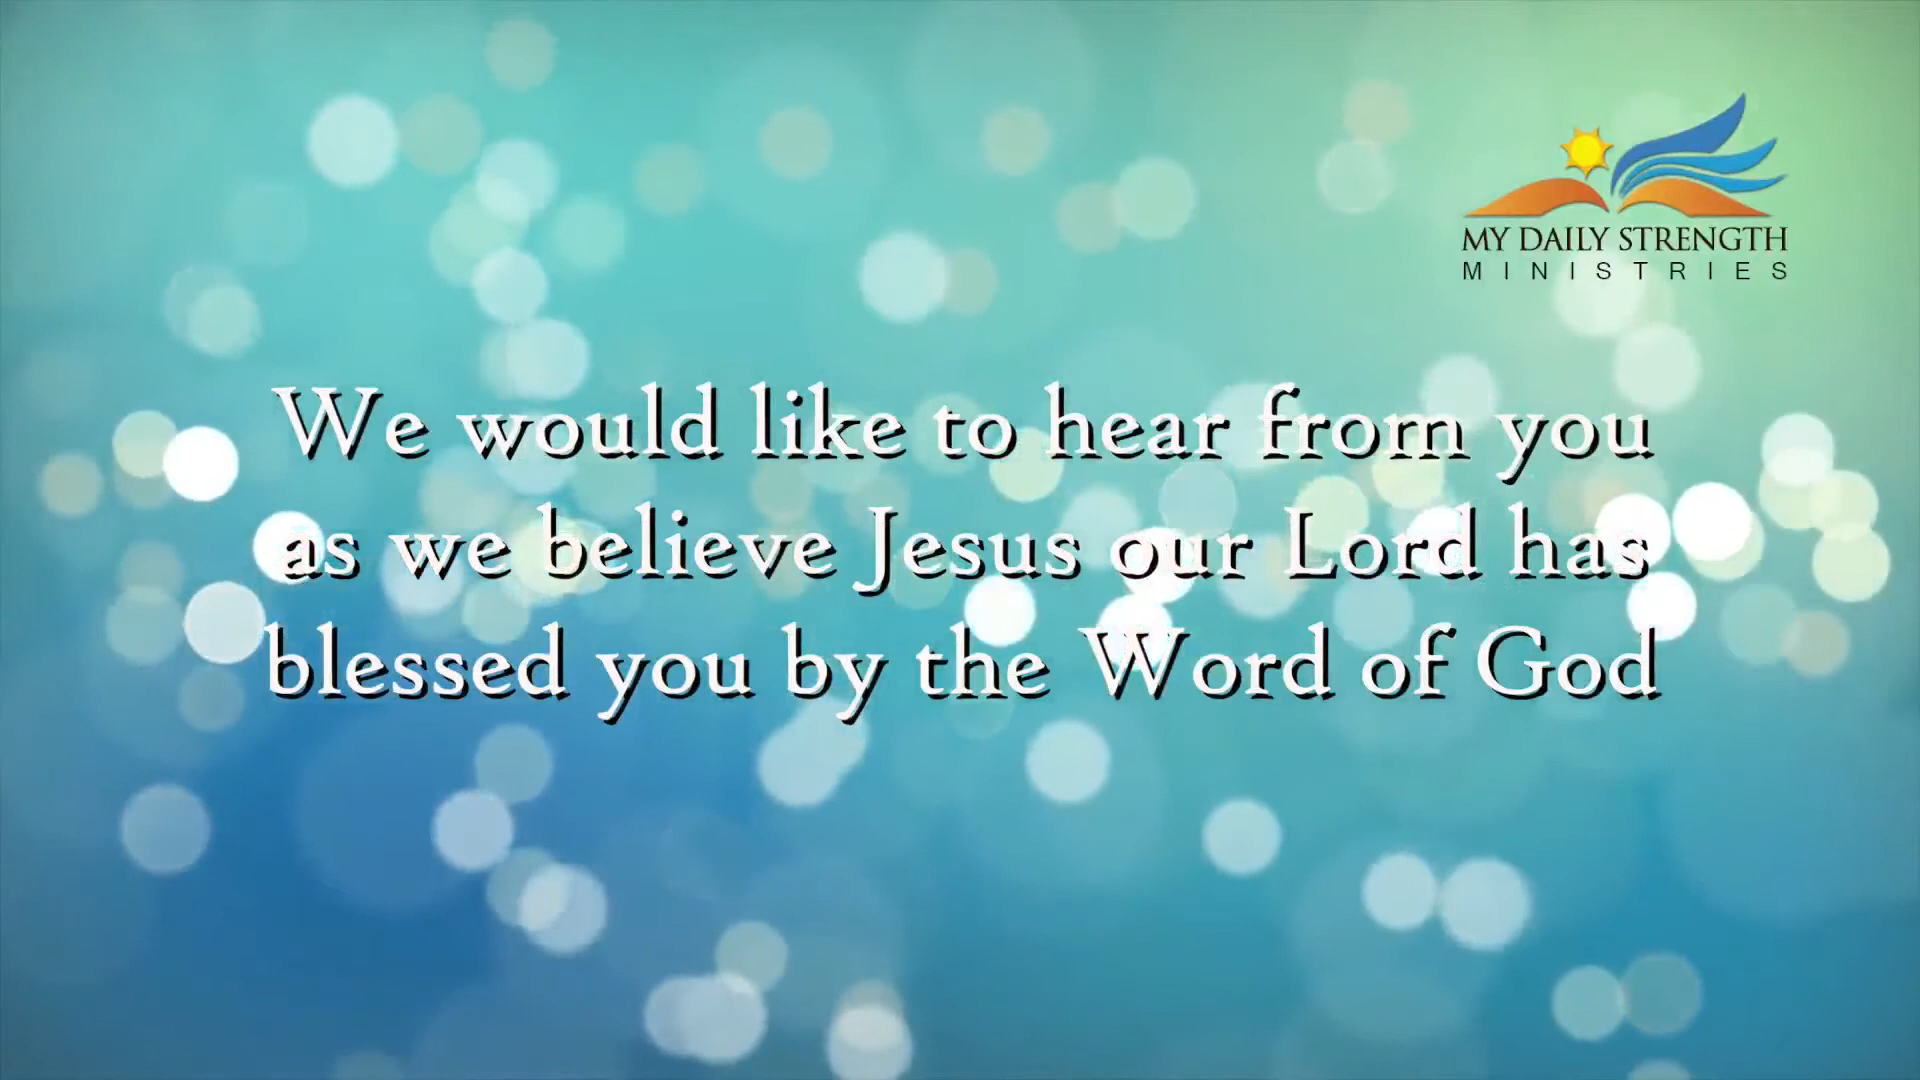 MY DAILY STRENGTH
MINISTRIES
We would like to hear from you
as we believe Jesus our Lord has
blessed you by the Word of God